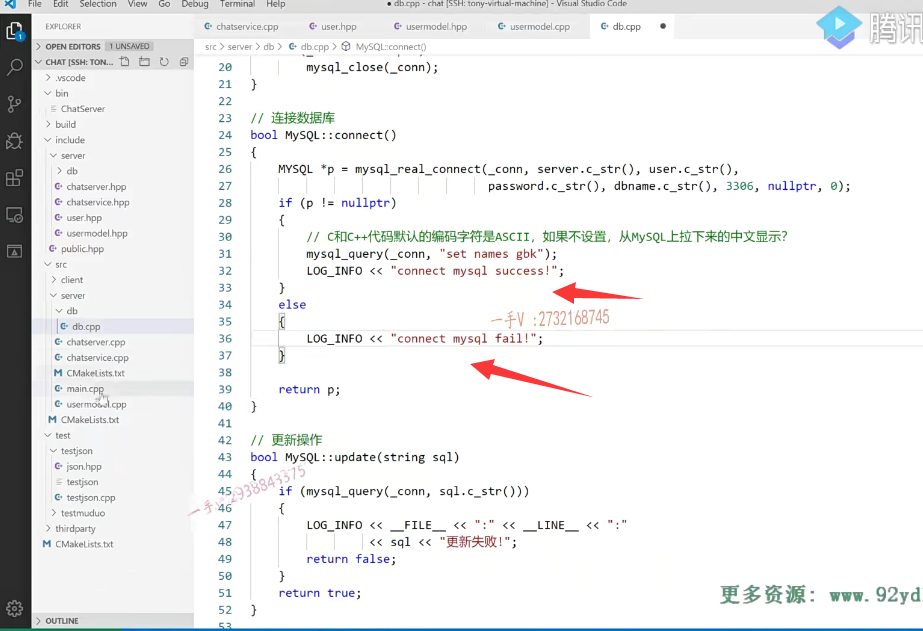 File Edit Selection View Go Debug Terminal Help
● db.cpp - chat [SSH: tony-virtual-machine] - Visual Studio Code
EXPLORER
chatservice.cpp user.hpp usermodel.hpp usermodel.cpp db.cpp
腾讯
OPEN EDITORS 1 UNSAVED
src > server > db > db.cpp > MySQL::connect()
CHAT [SSH: TON...
.vscode
bin
ChatServer
build
include
server
db
chatserver.hpp
chatservice.hpp
user.hpp
usermodel.hpp
public.hpp
src
client
server
db
db.cpp
chatserver.cpp
chatservice.cpp
CMakeLists.txt
main.cpp
usermodel.cpp
CMakeLists.txt
test
testjson
json.hpp
testjson
testjson.cpp
testmuduo
thirdparty
CMakeLists.txt
OUTLINE
1
20 mysql_close(_conn);
21 }
22
23 // 连接数据库
24 bool MySQL::connect()
25 {
26 MYSQL *p = mysql_real_connect(_conn, server.c_str(), user.c_str(),
27 password.c_str(), dbname.c_str(), 3306, nullptr, 0);
28 if (p != nullptr)
29 {
30 // C和C++代码默认的编码字符是ASCII，如果不设置，从MySQL上拉下来的中文显示？
31 mysql_query(_conn, "set names gbk");
32 LOG_INFO << "connect mysql success!";
33 }
34 else
35 {
一手V :2732168745
36 LOG_INFO << "connect mysql fail!";
37 }
38
39 return p;
40 }
41
42 // 更新操作
43 bool MySQL::update(string sql)
44 {
一手V:2938843375
45 if (mysql_query(_conn, sql.c_str()))
46 {
47 LOG_INFO << __FILE__ << ":" << __LINE__ << ":"
48 << sql << "更新失败!";
49 return false;
50 }
51 return true;
52 }
53
更多资源: www.92yd